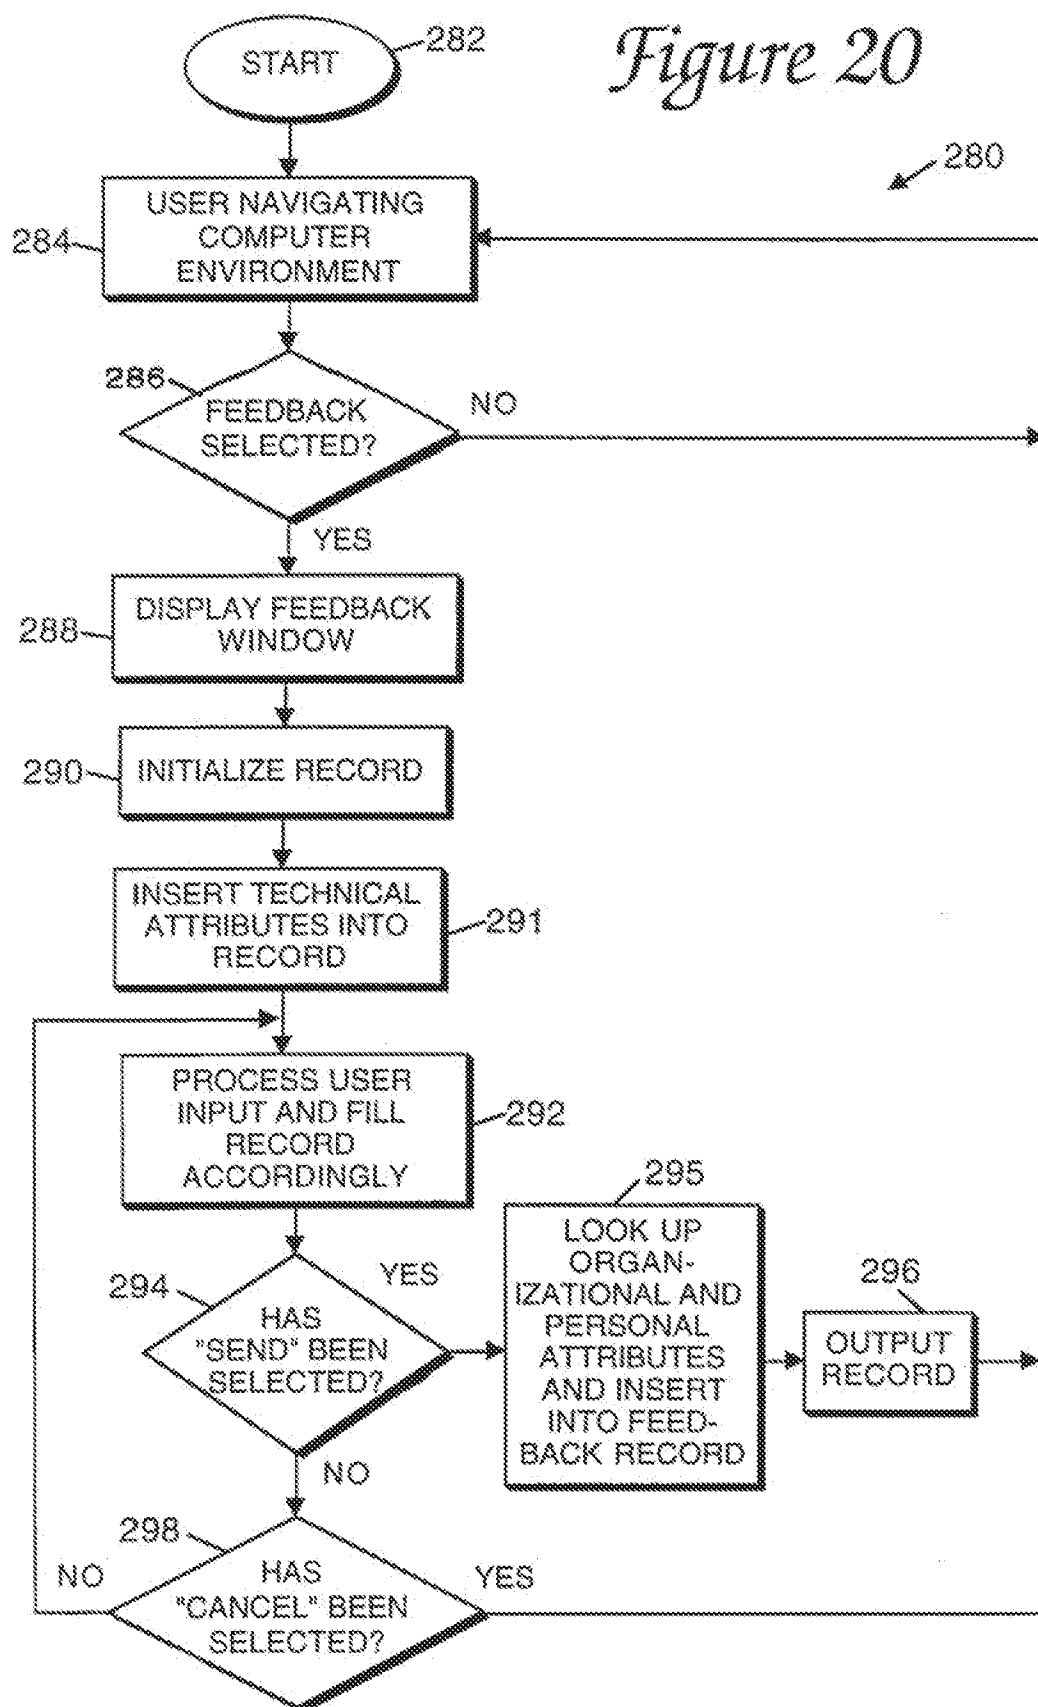 Figure 20
START
282
280
USER NAVIGATING
COMPUTER
ENVIRONMENT
284
286
FEEDBACK
SELECTED?
NO
YES
DISPLAY FEEDBACK
WINDOW
288
INITIALIZE RECORD
290
INSERT TECHNICAL
ATTRIBUTES INTO
RECORD
291
PROCESS USER
INPUT AND FILL
RECORD
ACCORDINGLY
292
294
HAS
"SEND" BEEN
SELECTED?
YES
NO
295
LOOK UP
ORGAN-
IZATIONAL AND
PERSONAL
ATTRIBUTES
AND INSERT
INTO FEED-
BACK RECORD
296
OUTPUT
RECORD
298
HAS
"CANCEL" BEEN
SELECTED?
NO
YES